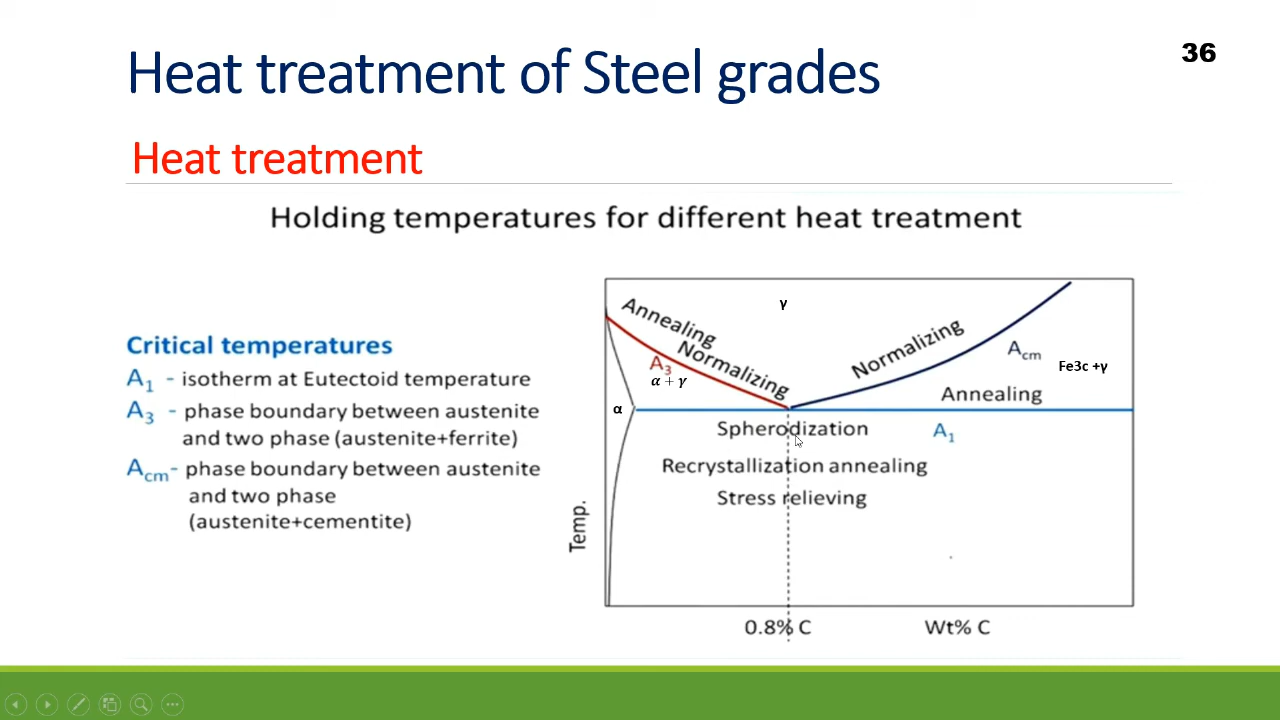 36
Heat treatment of Steel grades
Heat treatment
Holding temperatures for different heat treatment
Critical temperatures
A1 - isotherm at Eutectoid temperature
A3 - phase boundary between austenite
and two phase (austenite+ferrite)
Acm- phase boundary between austenite
and two phase
(austenite+cementite)
γ
Annealing
Normalizing
A3
α + γ
Normalizing
Acm
Fe3c +γ
Annealing
α
Spherodization
A1
Recrystallization annealing
Stress relieving
Temp.
0.8% C
Wt% C